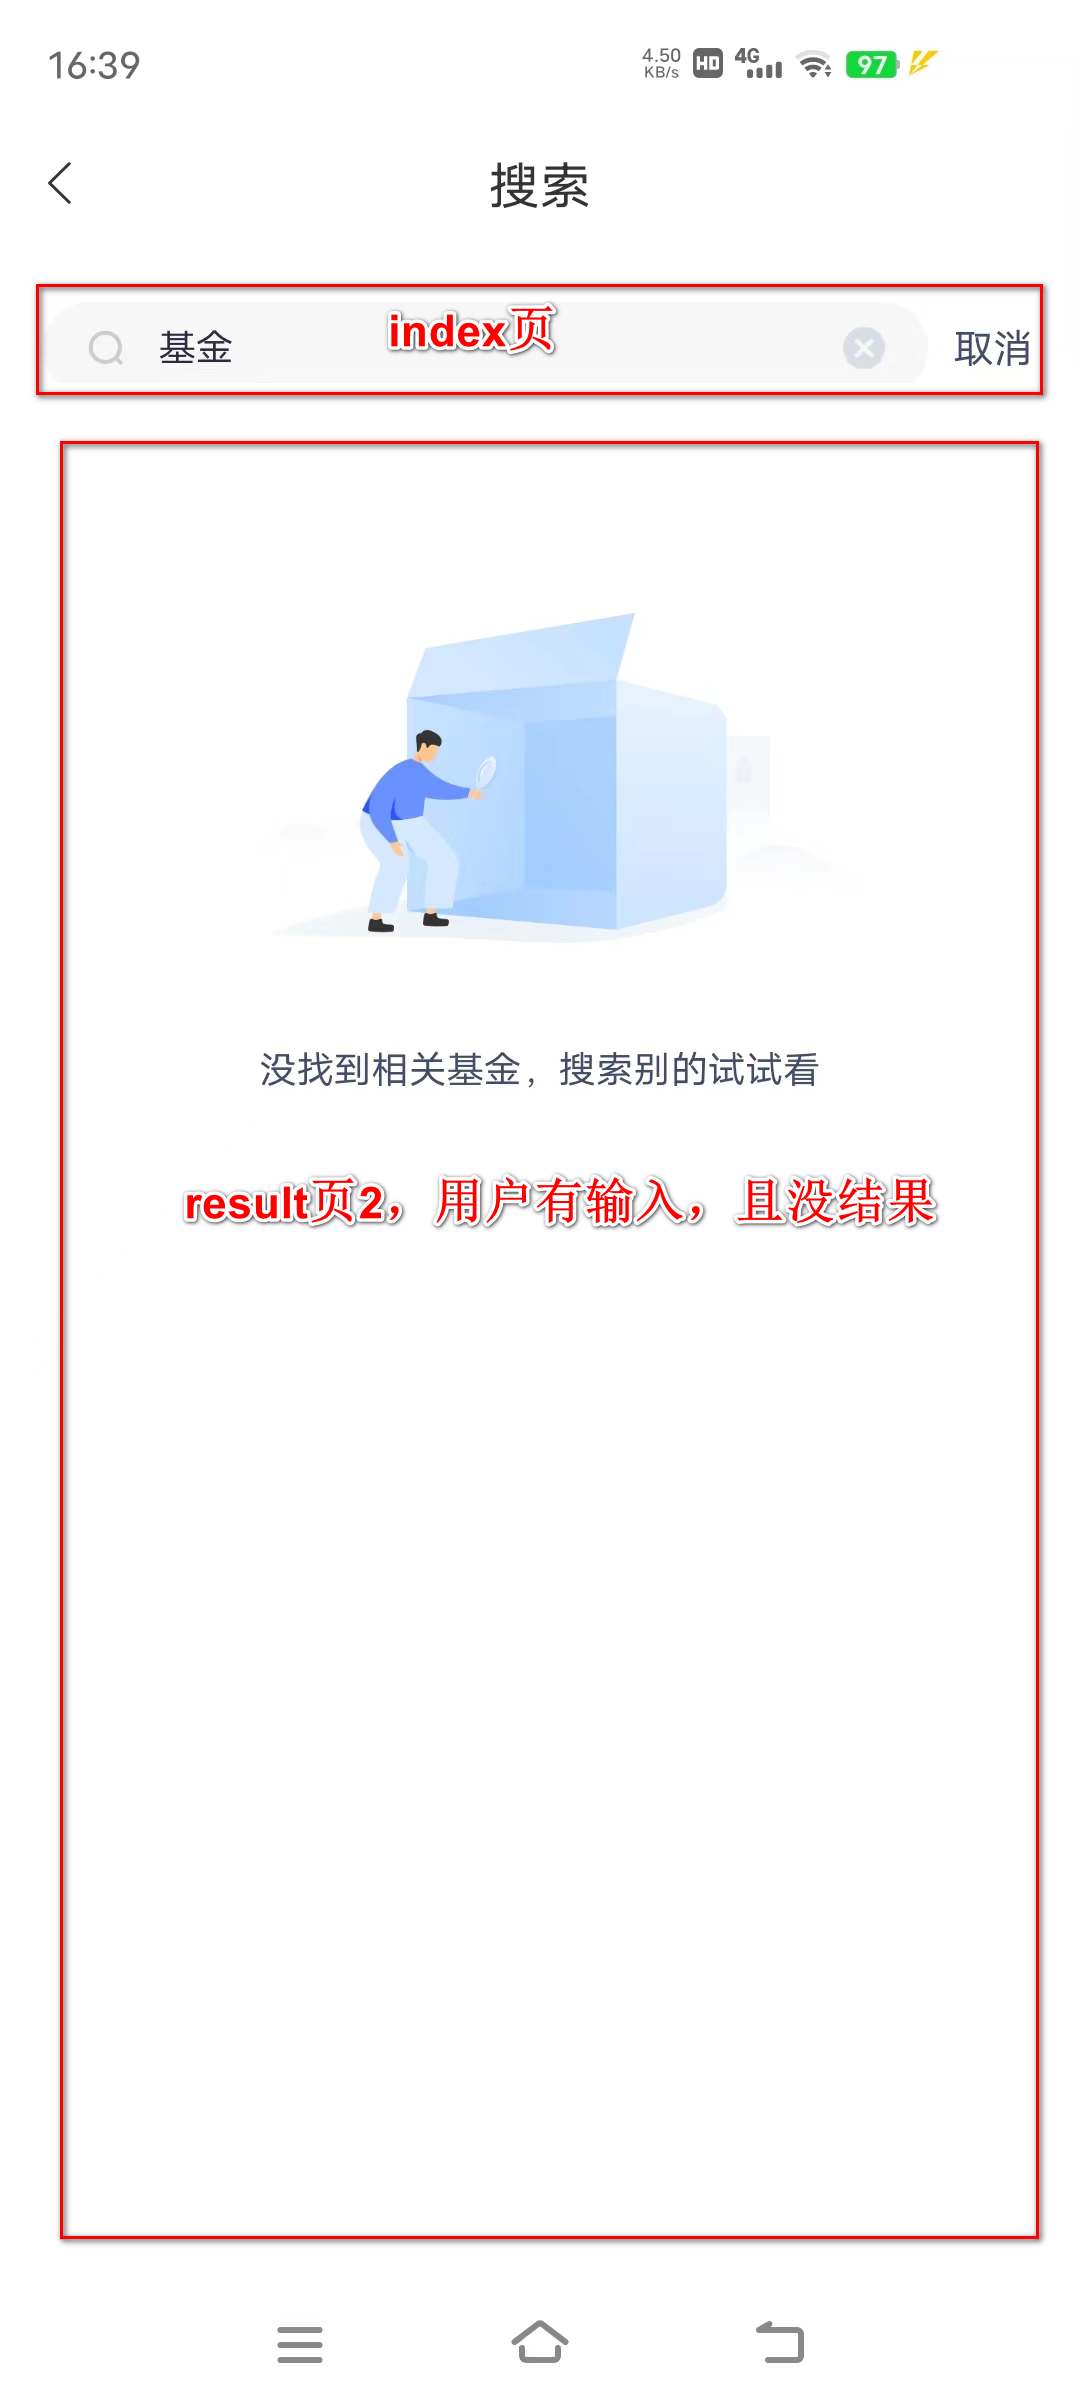 16:39
4.50 KB/s HD 4G 97
搜索
基金
index页
取消
没找到相关基金，搜索别的试试看
result页2，用户有输入，且没结果